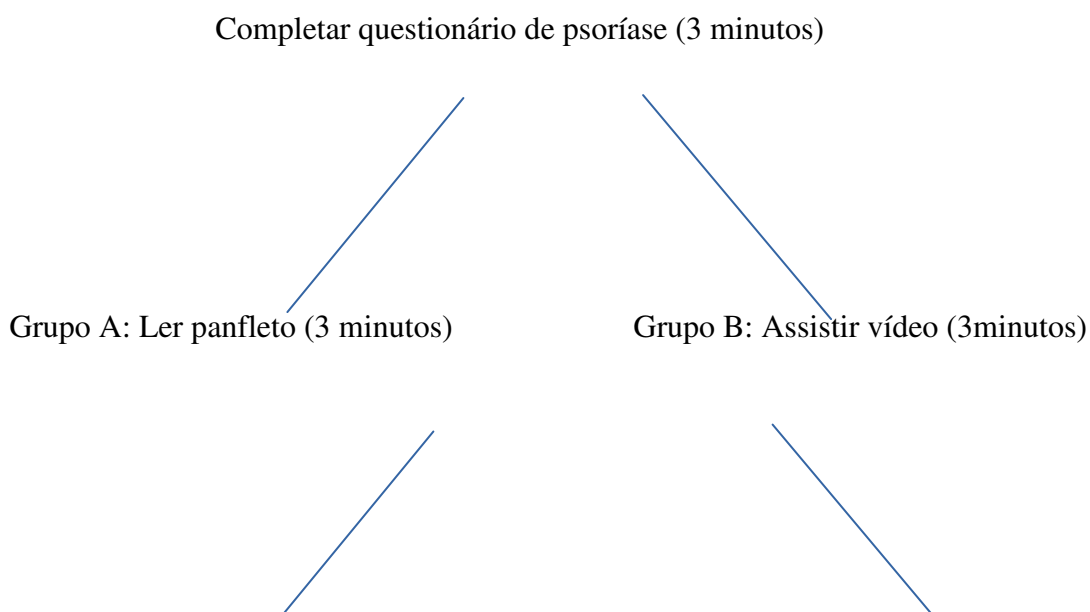 Completar questionário de psoríase (3 minutos)
Grupo A: Ler panfleto (3 minutos)
Grupo B: Assistir vídeo (3minutos)